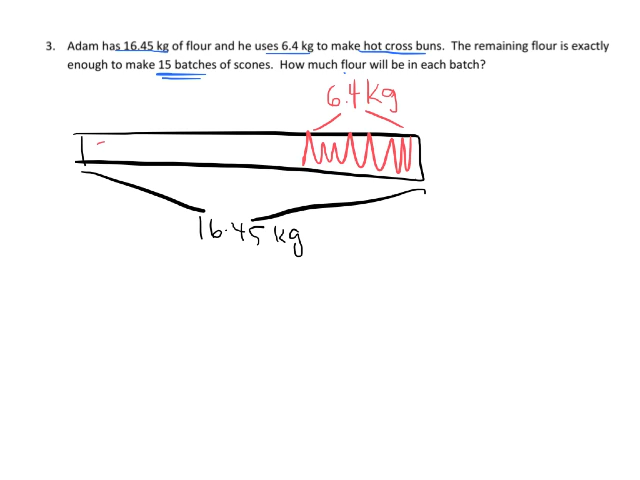 3. Adam has 16.45 kg of flour and he uses 6.4 kg to make hot cross buns. The remaining flour is exactly
enough to make 15 batches of scones. How much flour will be in each batch?
6.4 kg
16.45 kg